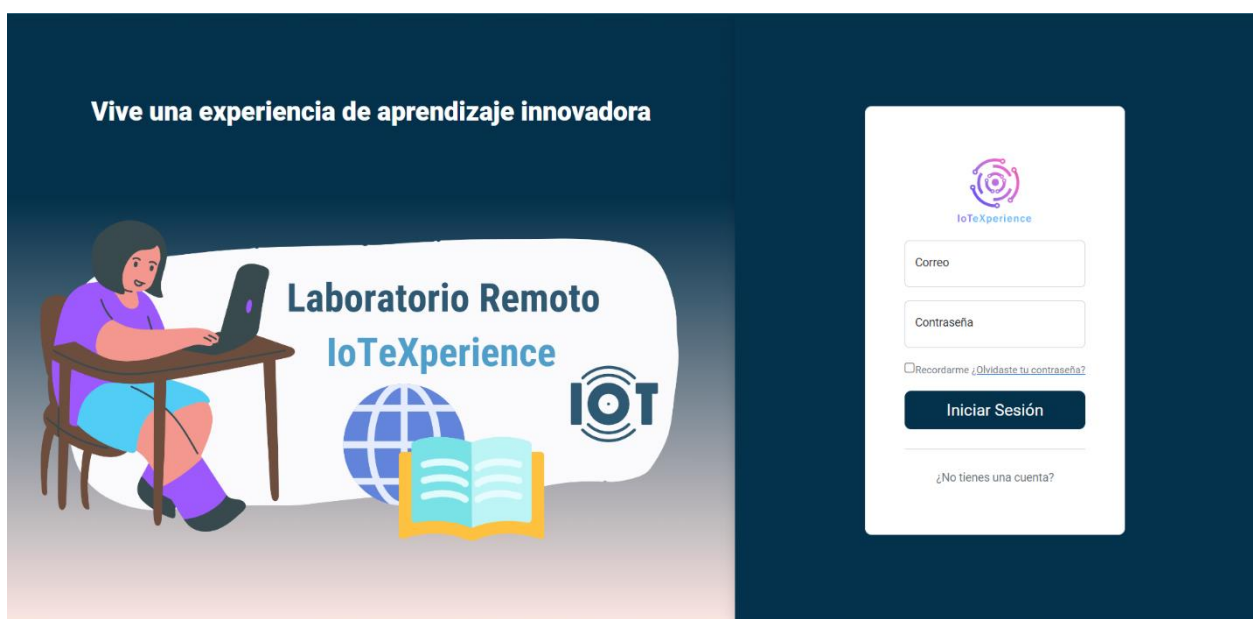 Vive una experiencia de aprendizaje innovadora
Laboratorio Remoto
IoTeXperience
IOT
IoTeXperience
Correo
Contraseña
Recordarme ¿Olvidaste tu contraseña?
Iniciar Sesión
¿No tienes una cuenta?